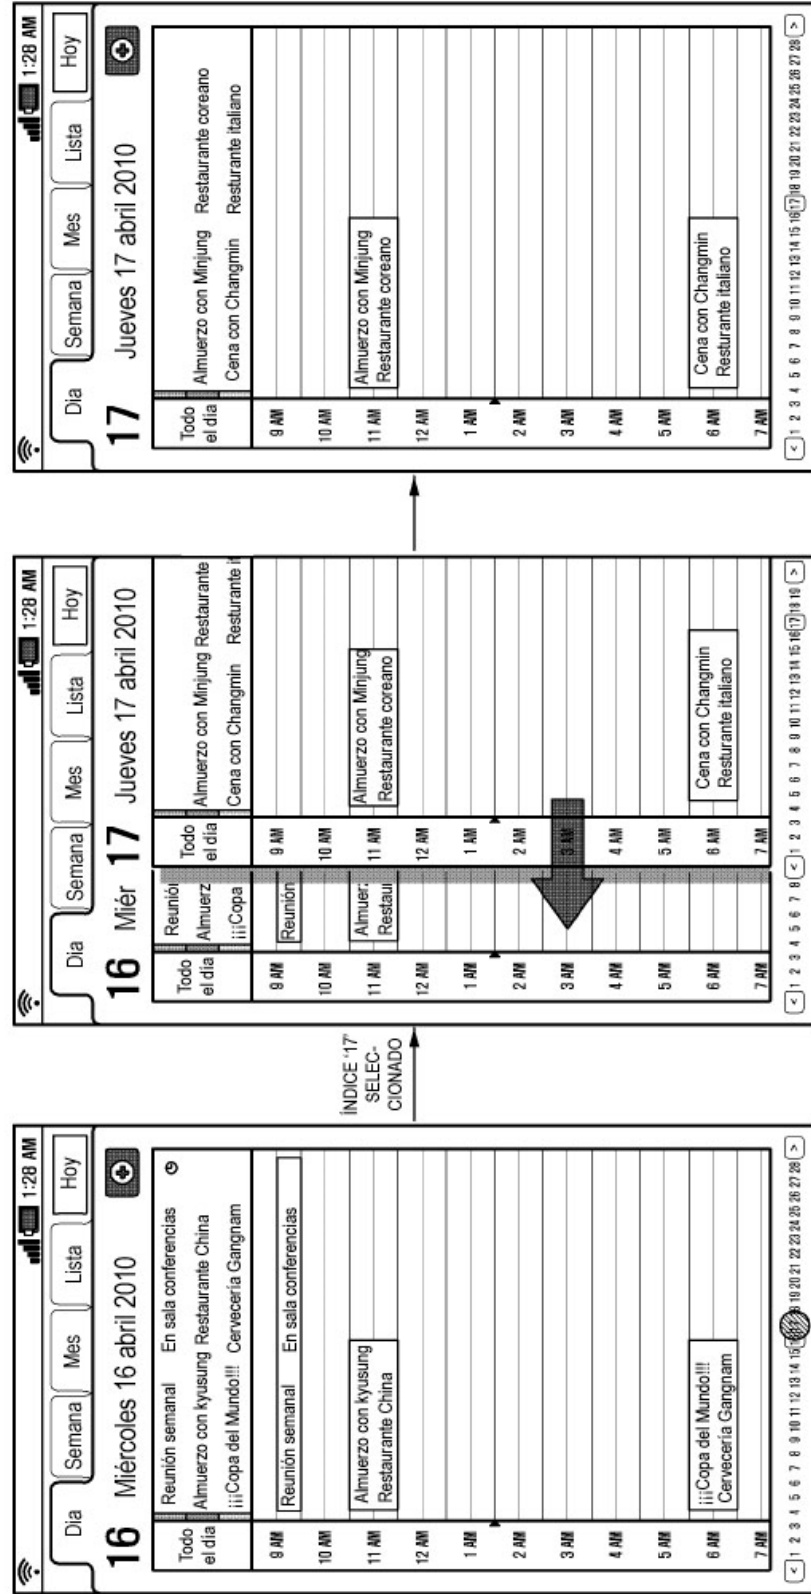 1:28 AM
Dia Semana Mes Lista Hoy
16 Miércoles 16 abril 2010
Todo
el día
Reunión semanal En sala conferencias
Almuerzo con kyusung Restaurante China
¡¡¡Copa del Mundo!!! Cervecería Gangnam
9 AM
Reunión semanal En sala conferencias
10 AM
11 AM
Almuerzo con kyusung
Restaurante China
12 AM
1 AM
2 AM
3 AM
4 AM
5 AM
6 AM
¡¡¡Copa del Mundo!!!
Cervecería Gangnam
7 AM
< 1 2 3 4 5 6 7 8 9 10 11 12 13 14 15 19 20 21 22 23 24 25 26 27 28 >
ÍNDICE ‘17’
SELEC-
CIONADO
1:28 AM
Dia Semana Mes Lista Hoy
16 Miér 17 Jueves 17 abril 2010
Todo
el día
Reunió
Almuerz
¡¡¡Copa
Todo
el día
Almuerzo con Minjung Restaurante
Cena con Changmin Resturante it
9 AM
Reunión
10 AM
11 AM
Almuer:
Restaur
12 AM
1 AM
2 AM
3 AM
4 AM
5 AM
6 AM
7 AM
9 AM
10 AM
11 AM
Almuerzo con Minjung
Restaurante coreano
12 AM
1 AM
2 AM
3 AM
4 AM
5 AM
6 AM
Cena con Changmin
Resturante italiano
7 AM
< 1 2 3 4 5 6 7 8 < 1 2 3 4 5 6 7 8 9 10 11 12 13 14 15 16 17 18 19 >
1:28 AM
Dia Semana Mes Lista Hoy
17 Jueves 17 abril 2010
Todo
el día
Almuerzo con Minjung Restaurante coreano
Cena con Changmin Resturante italiano
9 AM
10 AM
11 AM
Almuerzo con Minjung
Restaurante coreano
12 AM
1 AM
2 AM
3 AM
4 AM
5 AM
6 AM
Cena con Changmin
Resturante italiano
7 AM
< 1 2 3 4 5 6 7 8 9 10 11 12 13 14 15 16 17 18 19 20 21 22 23 24 25 26 27 28 >